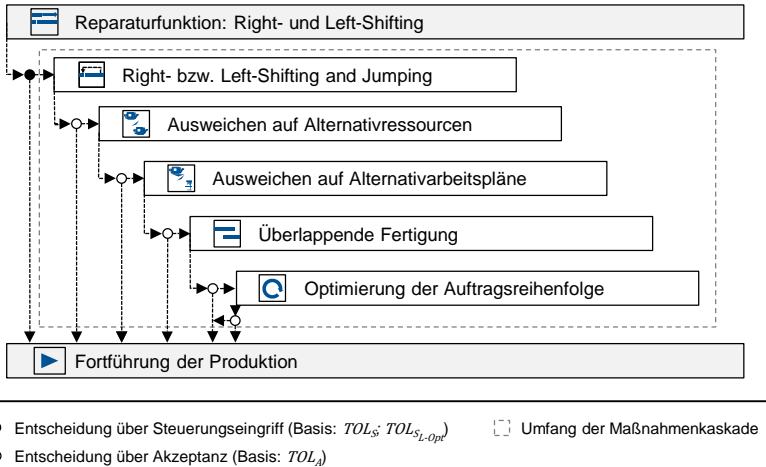 Reparaturfunktion: Right- und Left-Shifting
Right- bzw. Left-Shifting and Jumping
Ausweichen auf Alternativressourcen
Ausweichen auf Alternativarbeitspläne
Überlappende Fertigung
Optimierung der Auftragsreihenfolge
Fortführung der Produktion
Entscheidung über Steuerungseingriff (Basis: TOL_S; TOL_{S_{L-Opt}})
Umfang der Maßnahmenkaskade
Entscheidung über Akzeptanz (Basis: TOL_A)